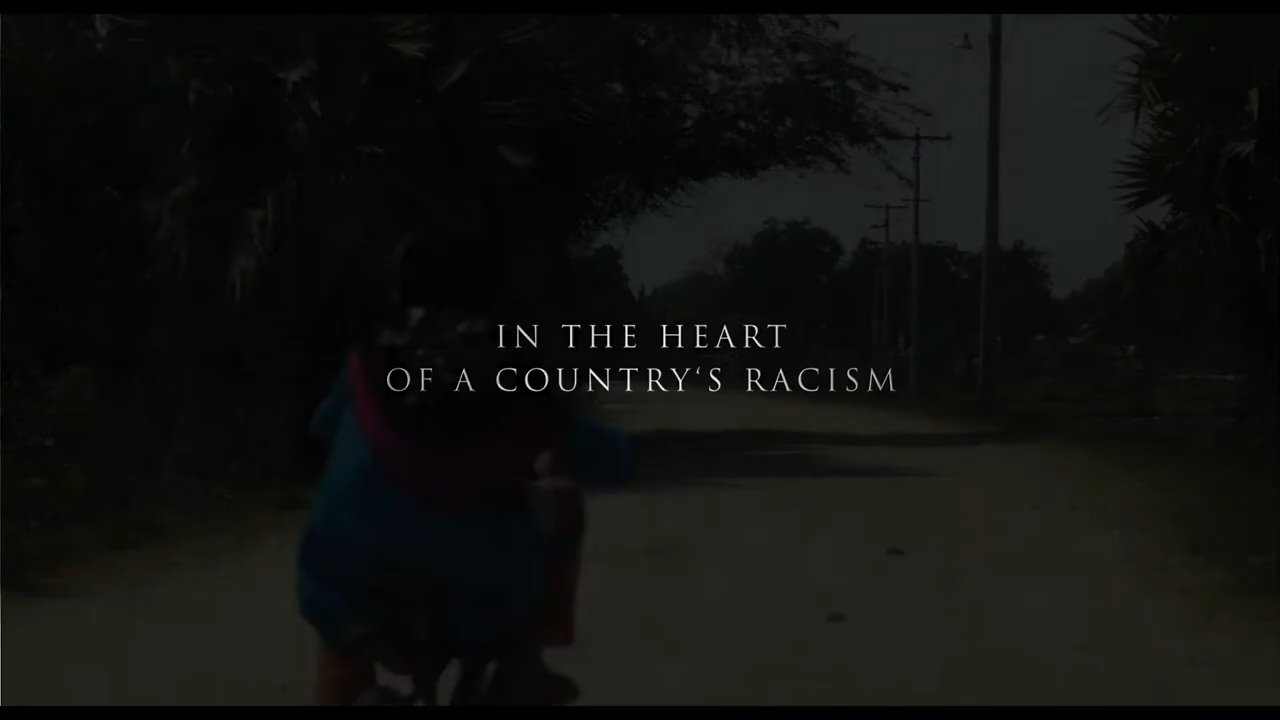 IN THE HEART
OF A COUNTRY‘S RACISM